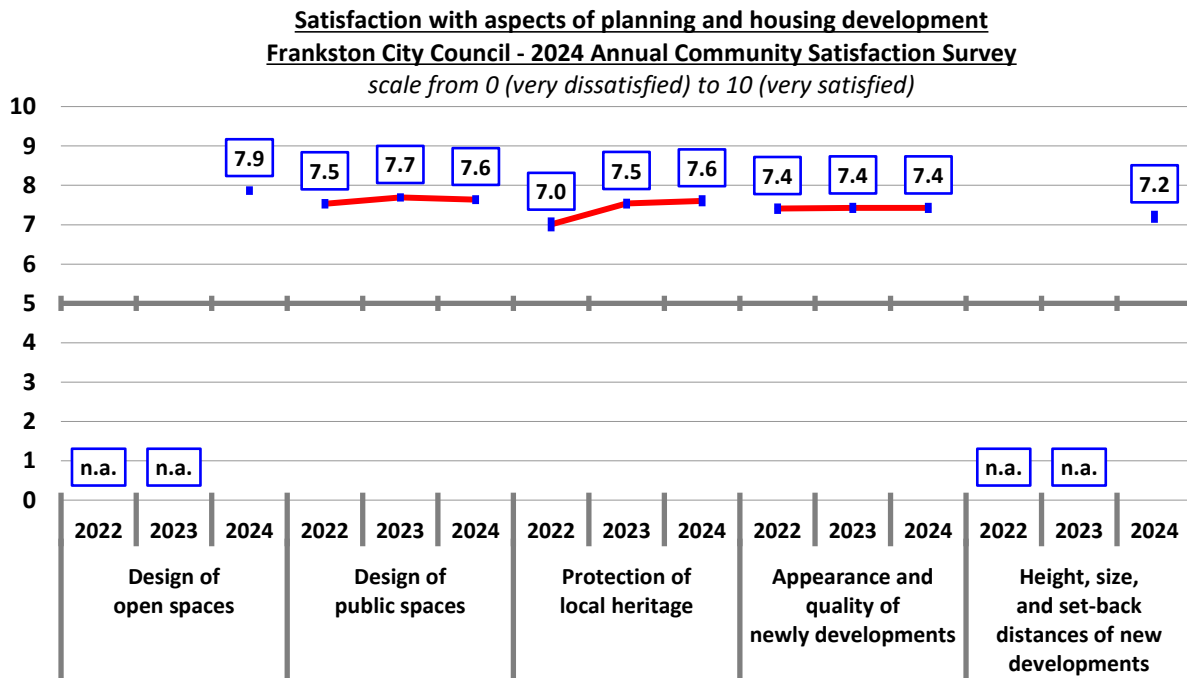 Satisfaction with aspects of planning and housing development
Frankston City Council - 2024 Annual Community Satisfaction Survey
scale from 0 (very dissatisfied) to 10 (very satisfied)
10
9
8
7
6
5
4
3
2
1
0
n.a.
n.a.
7.9
7.5
7.7
7.6
7.0
7.5
7.6
7.4
7.4
7.4
n.a.
n.a.
7.2
2022 2023 2024 2022 2023 2024 2022 2023 2024 2022 2023 2024 2022 2023 2024
Design of
open spaces
Design of
public spaces
Protection of
local heritage
Appearance and
quality of
newly developments
Height, size,
and set-back
distances of new
developments